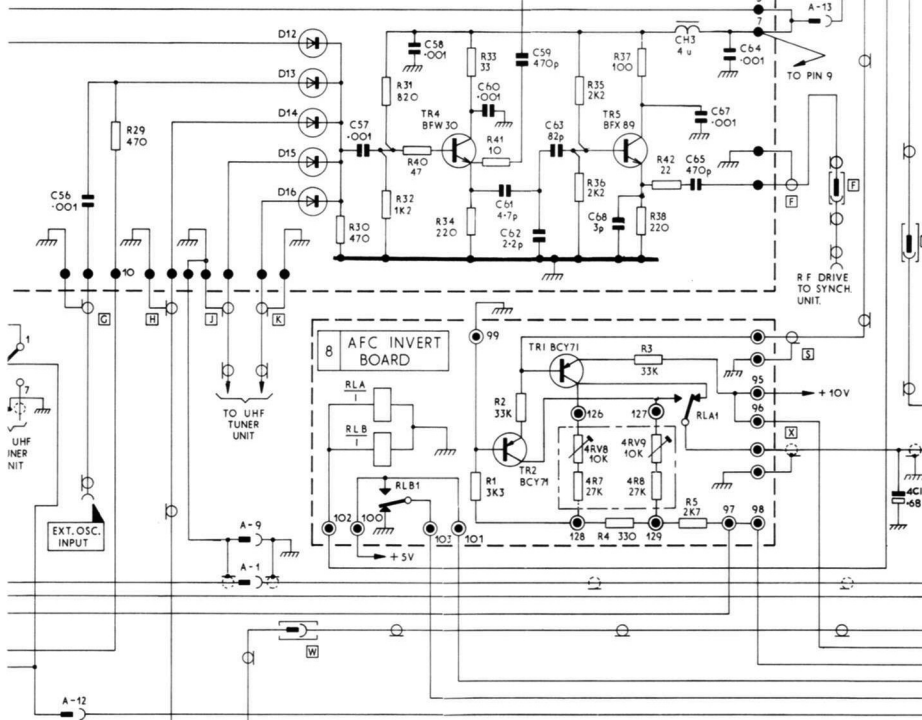 A-13
7
D12
C58
·001
R33
33
C59
470p
R37
100
CH3
4 u
C64
·001
TO PIN 9
D13
R31
820
C60
·001
R35
2K2
D14
R29
470
C57
·001
TR4
BFW 30
R41
10
C63
82p
TR5
BFX 89
C67
·001
D15
R40
47
R42
22
C65
470p
D16
C56
·001
R32
1K2
R36
2K2
F
F
R30
470
R34
220
C61
4·7p
C62
2·2p
C68
3p
R38
220
10
R F DRIVE
TO SYNCH.
UNIT.
G
H
J
K
1
7
UHF
TO UHF
TUNER
UNIT
8
AFC INVERT
BOARD
99
TR1 BCY71
R3
33K
S
RLA
1
RLB
1
R2
33K
126
127
RLA1
95
+ 10V
96
X
TR2
BCY71
4RV8
10K
4RV9
10K
R1
3K3
4R7
27K
4R8
27K
RLB1
R5
2K7
97
98
102
100
103
101
128
R4
330
129
+ 5V
EXT. OSC.
INPUT
A-9
A-1
W
A-12